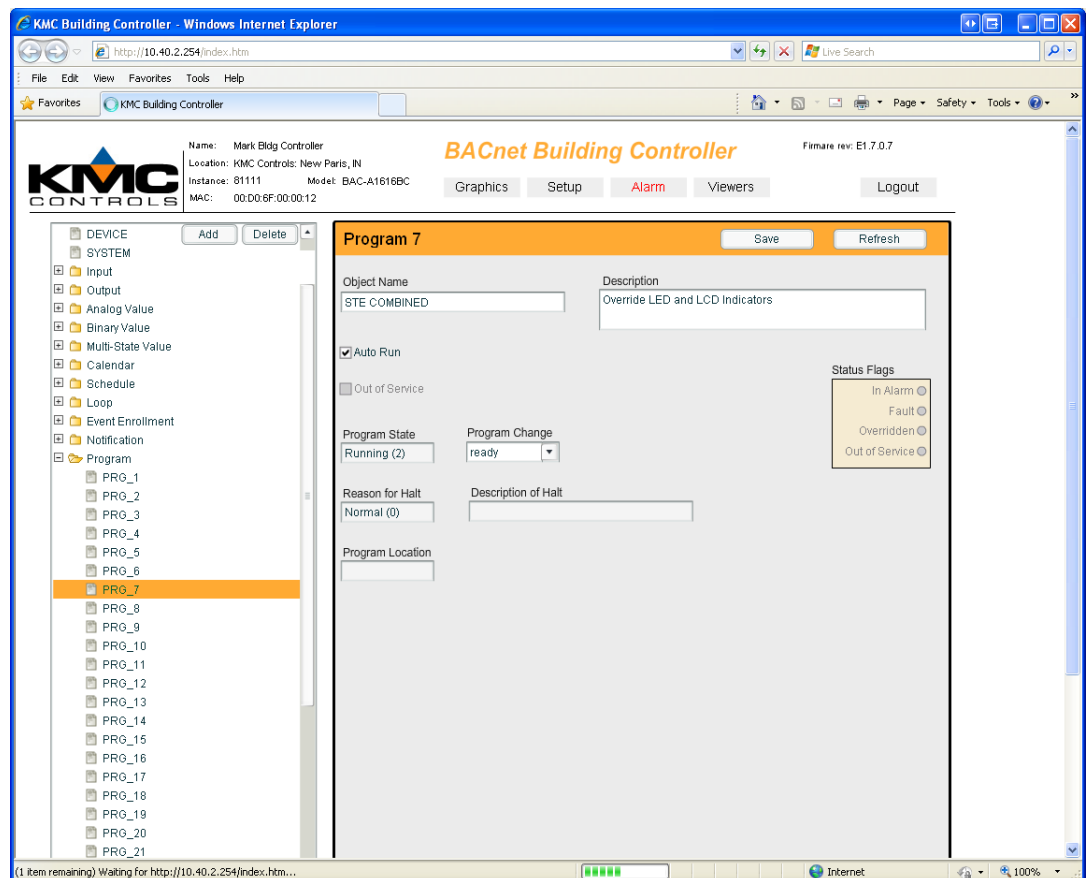 KMC Building Controller - Windows Internet Explorer
http://10.40.2.254/index.htm
Live Search
File Edit View Favorites Tools Help
Favorites
KMC Building Controller
Page Safety Tools
»
KMC
CONTROLS
Name: Mark Bldg Controller
Location: KMC Controls: New Paris, IN
Instance: 81111 Model: BAC-A1616BC
MAC: 00:D0:6F:00:00:12
BACnet Building Controller
Firmare rev: E1.7.0.7
Graphics Setup Alarm Viewers Logout
DEVICE
Add Delete
SYSTEM
Input
Output
Analog Value
Binary Value
Multi-State Value
Calendar
Schedule
Loop
Event Enrollment
Notification
Program
PRG_1
PRG_2
PRG_3
PRG_4
PRG_5
PRG_6
PRG_7
PRG_8
PRG_9
PRG_10
PRG_11
PRG_12
PRG_13
PRG_14
PRG_15
PRG_16
PRG_17
PRG_18
PRG_19
PRG_20
PRG_21
Program 7
Save Refresh
Object Name
STE COMBINED
Description
Override LED and LCD Indicators
Auto Run
Out of Service
Status Flags
In Alarm
Fault
Overridden
Out of Service
Program State
Running (2)
Program Change
ready
Reason for Halt
Normal (0)
Description of Halt
Program Location
(1 item remaining) Waiting for http://10.40.2.254/index.htm...
Internet
100%